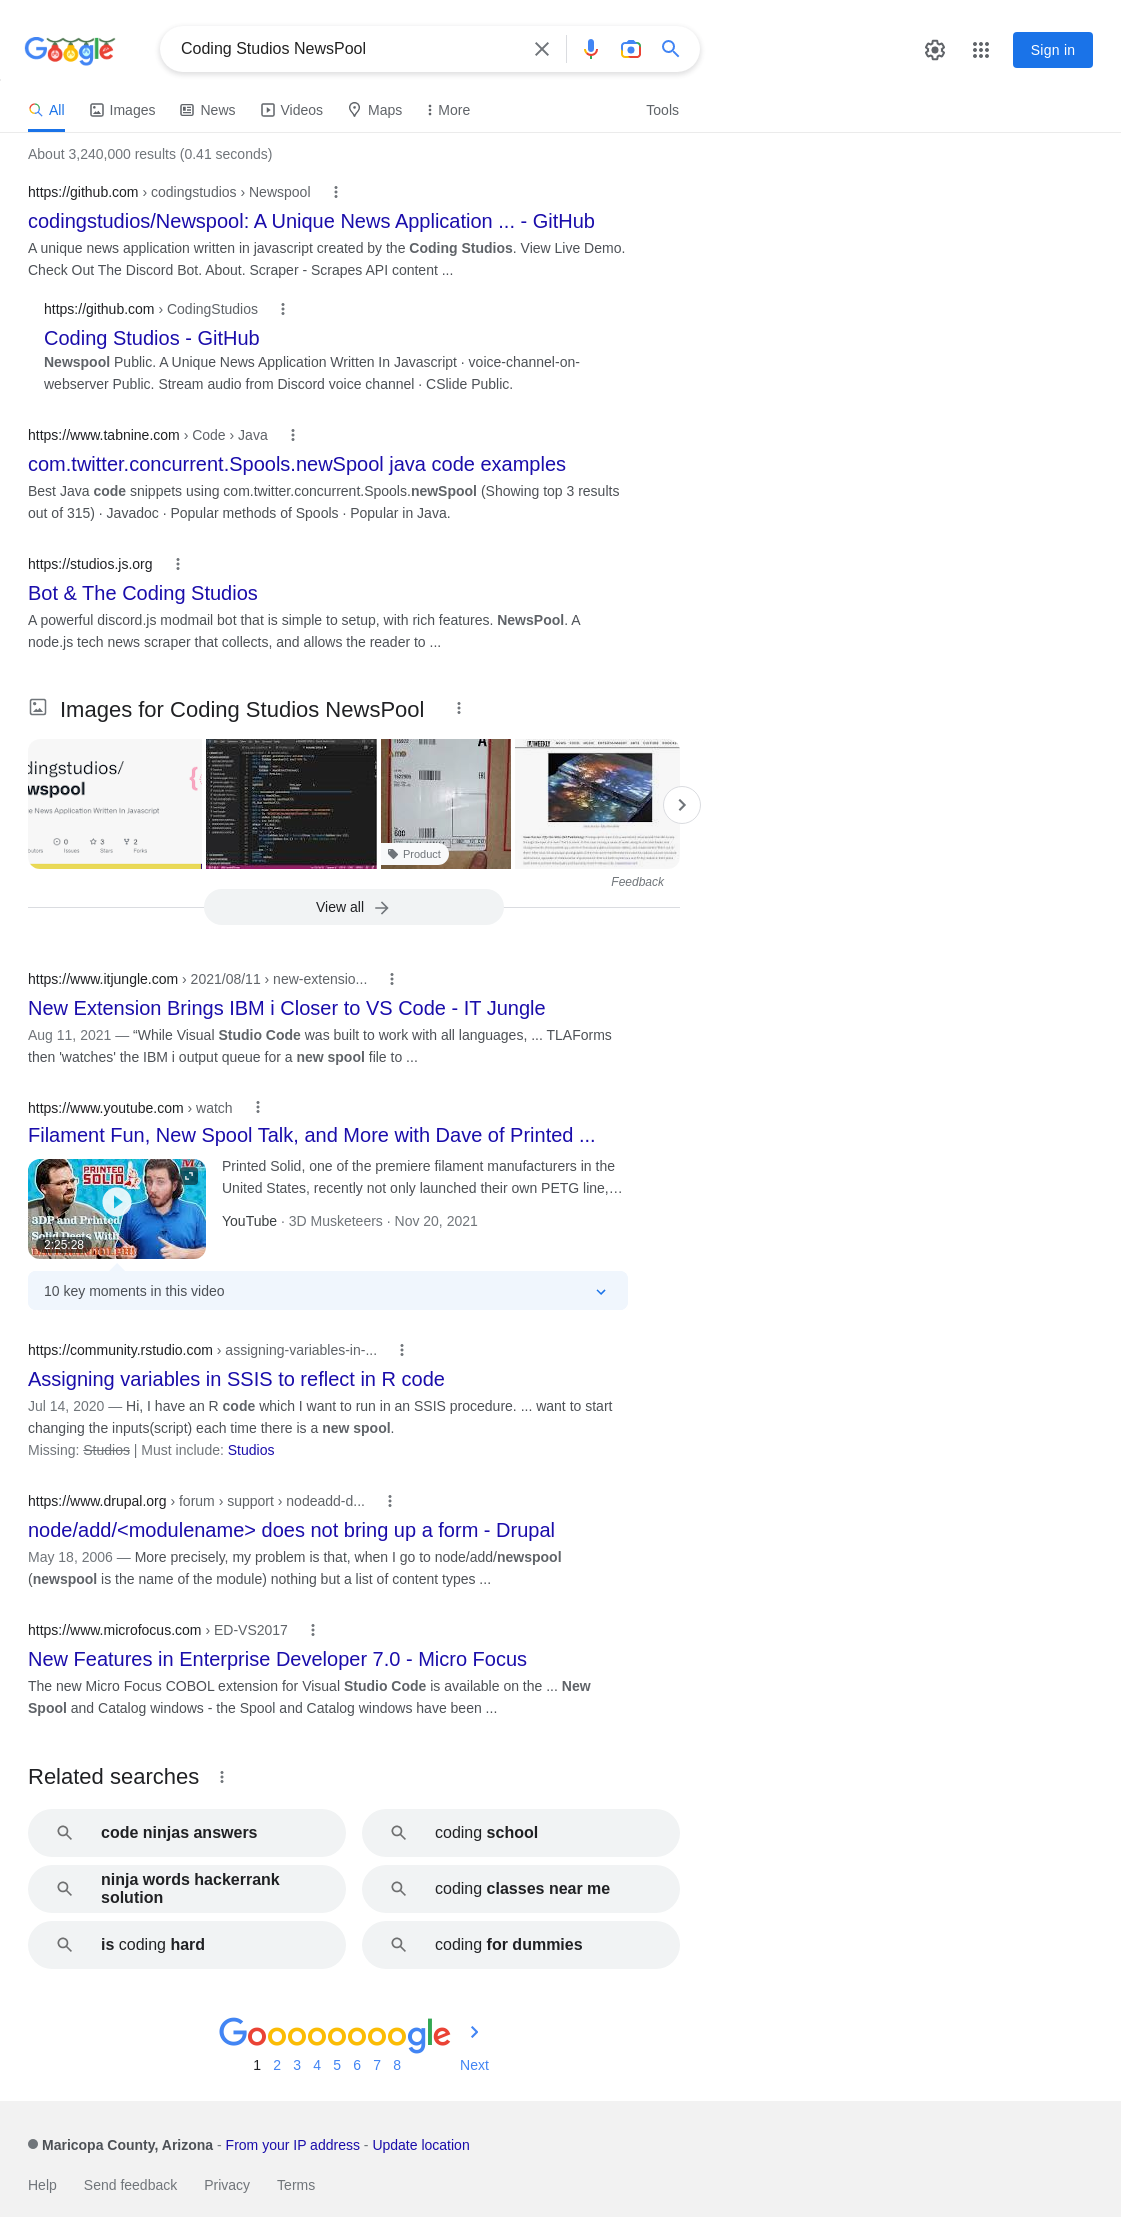 Google
Coding Studios NewsPool
Sign in
All
Images
News
Videos
Maps
More
Tools
About 3,240,000 results (0.41 seconds)
https://github.com › codingstudios › Newspool
codingstudios/Newspool: A Unique News Application ... - GitHub
A unique news application written in javascript created by the Coding Studios. View Live Demo.
Check Out The Discord Bot. About. Scraper - Scrapes API content ...
https://github.com › CodingStudios
Coding Studios - GitHub
Newspool Public. A Unique News Application Written In Javascript · voice-channel-on-
webserver Public. Stream audio from Discord voice channel · CSlide Public.
https://www.tabnine.com › Code › Java
com.twitter.concurrent.Spools.newSpool java code examples
Best Java code snippets using com.twitter.concurrent.Spools.newSpool (Showing top 3 results
out of 315) · Javadoc · Popular methods of Spools · Popular in Java.
https://studios.js.org
Bot & The Coding Studios
A powerful discord.js modmail bot that is simple to setup, with rich features. NewsPool. A
node.js tech news scraper that collects, and allows the reader to ...
Images for Coding Studios NewsPool
dingstudios/
wspool
e News Application Written In Javascript
0
3
2
utors
Issues
Stars
Forks
Product
Feedback
View all
https://www.itjungle.com › 2021/08/11 › new-extensio...
New Extension Brings IBM i Closer to VS Code - IT Jungle
Aug 11, 2021 — “While Visual Studio Code was built to work with all languages, ... TLAForms
then 'watches' the IBM i output queue for a new spool file to ...
https://www.youtube.com › watch
Filament Fun, New Spool Talk, and More with Dave of Printed ...
PRINTED
SOLID
3DP and Printed
Solid Deets With
2:25:28
Printed Solid, one of the premiere filament manufacturers in the
United States, recently not only launched their own PETG line,...
YouTube · 3D Musketeers · Nov 20, 2021
10 key moments in this video
https://community.rstudio.com › assigning-variables-in-...
Assigning variables in SSIS to reflect in R code
Jul 14, 2020 — Hi, I have an R code which I want to run in an SSIS procedure. ... want to start
changing the inputs(script) each time there is a new spool.
Missing: Studios | Must include: Studios
https://www.drupal.org › forum › support › nodeadd-d...
node/add/<modulename> does not bring up a form - Drupal
May 18, 2006 — More precisely, my problem is that, when I go to node/add/newspool
(newspool is the name of the module) nothing but a list of content types ...
https://www.microfocus.com › ED-VS2017
New Features in Enterprise Developer 7.0 - Micro Focus
The new Micro Focus COBOL extension for Visual Studio Code is available on the ... New
Spool and Catalog windows - the Spool and Catalog windows have been ...
Related searches
code ninjas answers
coding school
ninja words hackerrank
solution
coding classes near me
is coding hard
coding for dummies
Goooooooogle
1 2 3 4 5 6 7 8 Next
Maricopa County, Arizona - From your IP address - Update location
Help Send feedback Privacy Terms